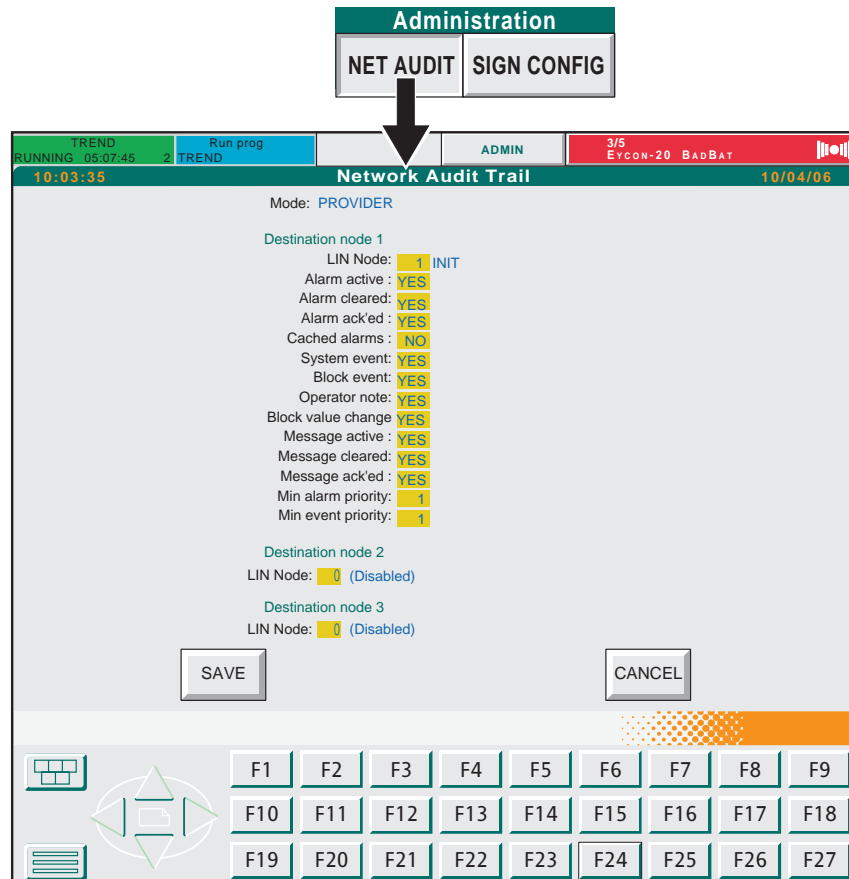 Administration
NET AUDIT SIGN CONFIG
TREND Run prog 3/5
RUNNING 05:07:45 2 TREND ADMIN EYCON-20 BADBAT
10:03:35 Network Audit Trail 10/04/06
Mode: PROVIDER
Destination node 1
LIN Node: 1 INIT
Alarm active : YES
Alarm cleared: YES
Alarm ack'ed : YES
Cached alarms : NO
System event: YES
Block event: YES
Operator note: YES
Block value change YES
Message active : YES
Message cleared: YES
Message ack'ed : YES
Min alarm priority: 1
Min event priority: 1
Destination node 2
LIN Node: 0 (Disabled)
Destination node 3
LIN Node: 0 (Disabled)
SAVE CANCEL
F1 F2 F3 F4 F5 F6 F7 F8 F9
F10 F11 F12 F13 F14 F15 F16 F17 F18
F19 F20 F21 F22 F23 F24 F25 F26 F27